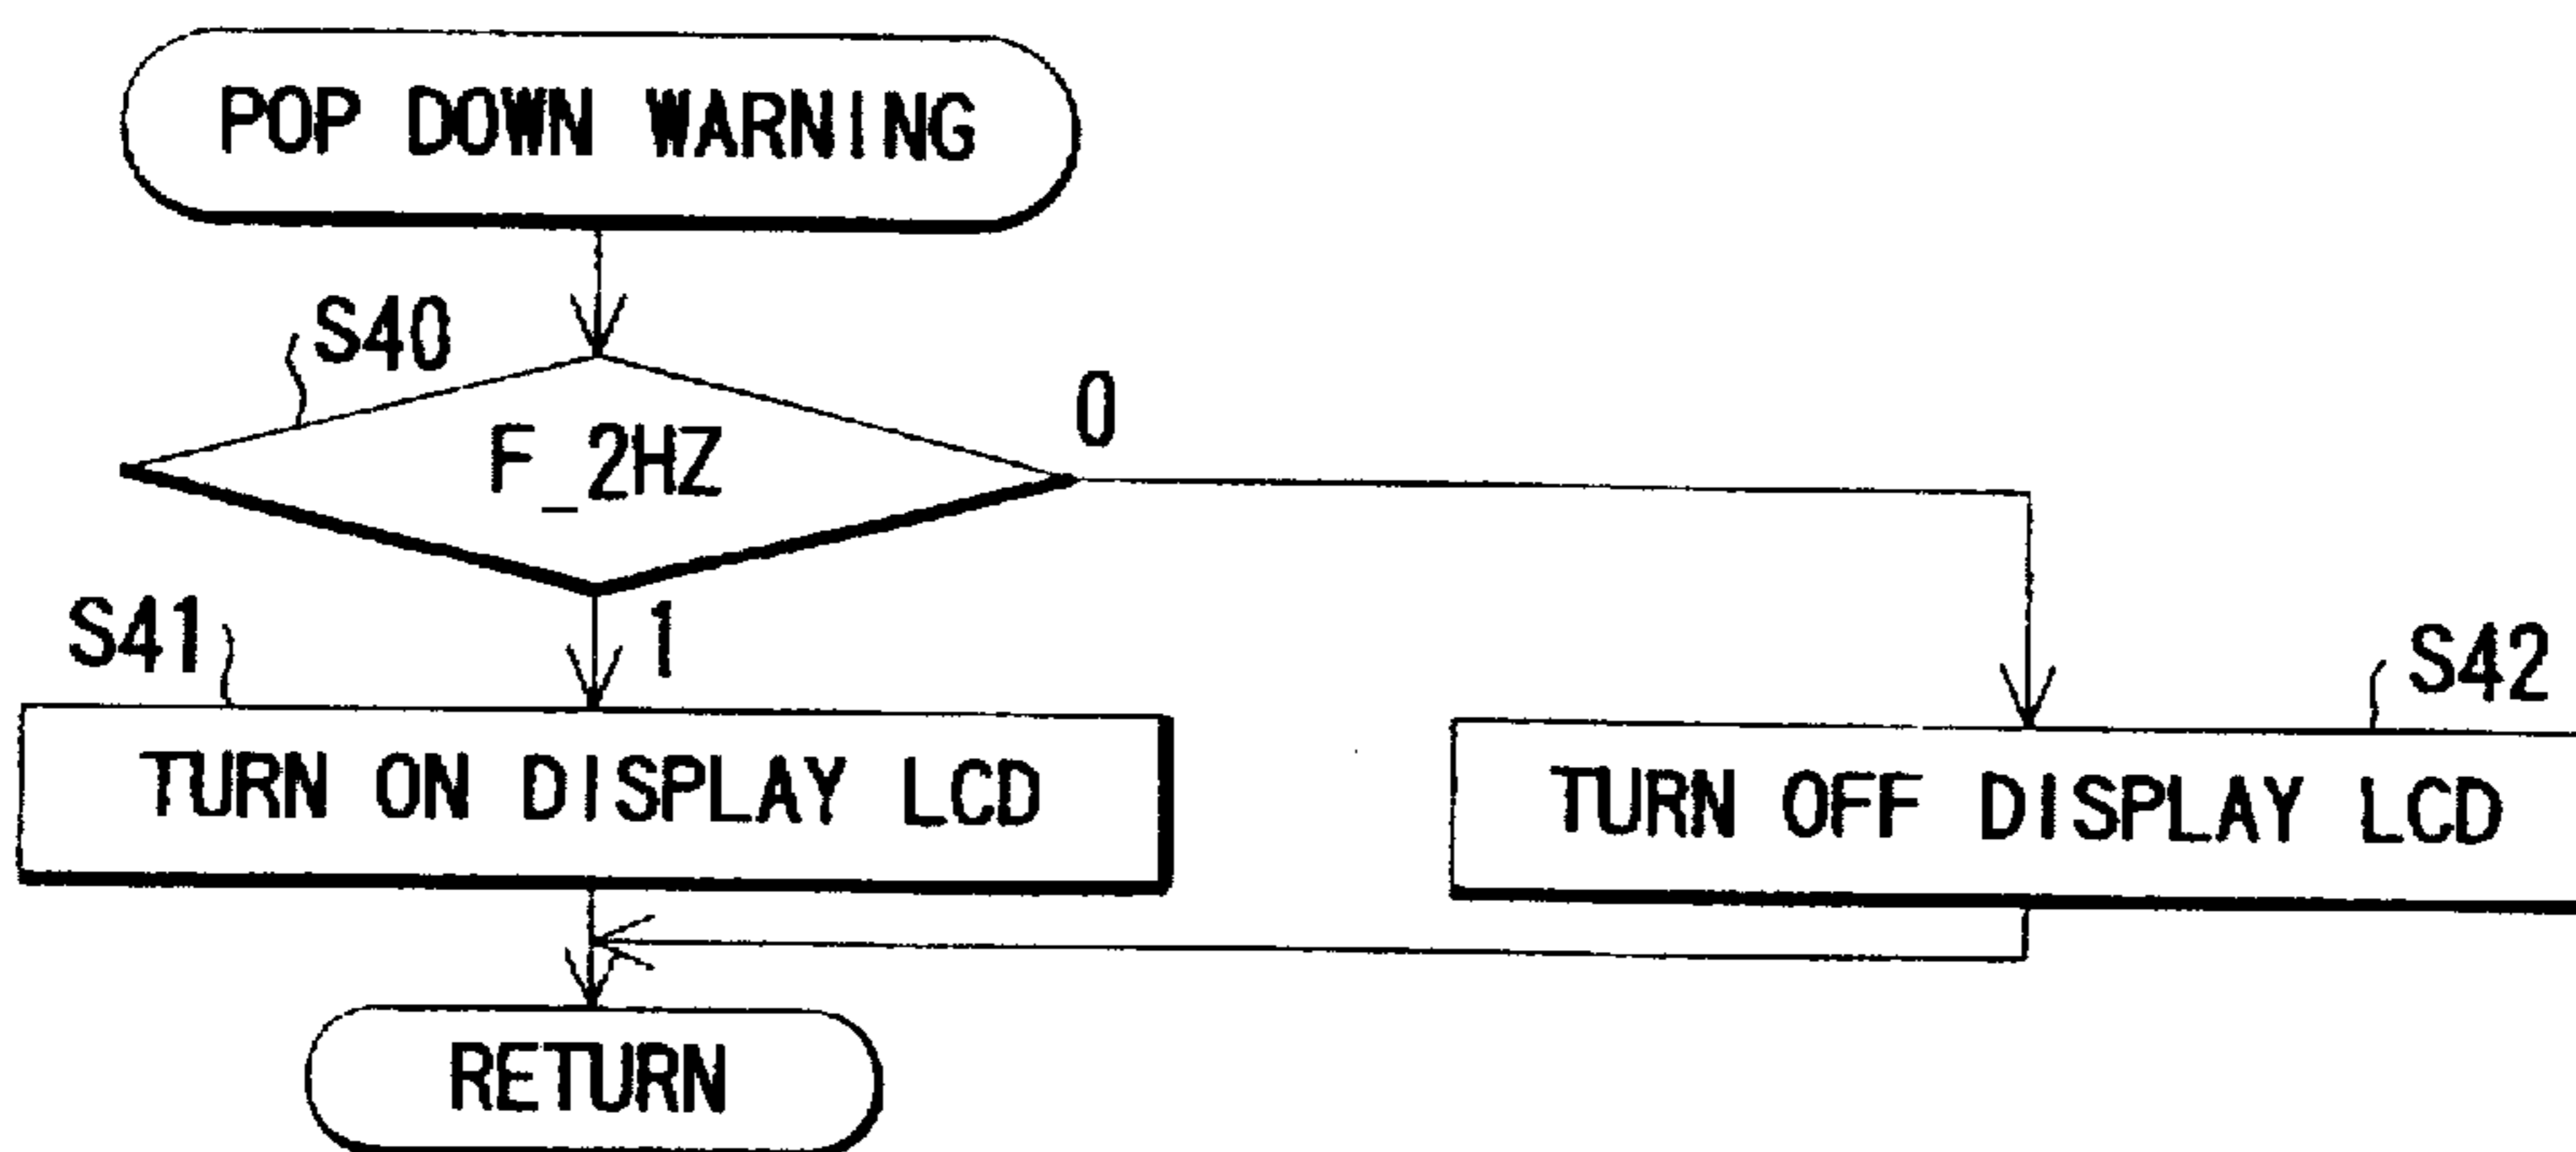 POP DOWN WARNING
S40
F_2HZ
0
S41
1
S42
TURN ON DISPLAY LCD
TURN OFF DISPLAY LCD
RETURN